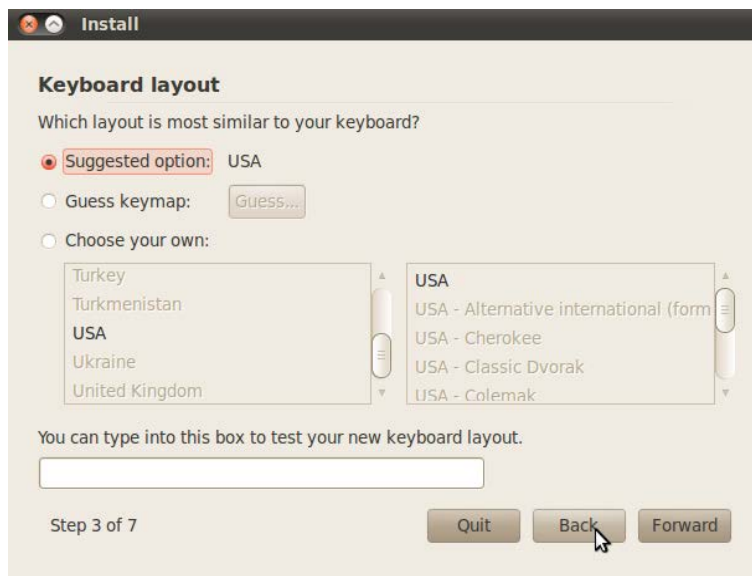 Install
Keyboard layout
Which layout is most similar to your keyboard?
Suggested option: USA
Guess keymap: Guess...
Choose your own:
Turkey
Turkmenistan
USA
Ukraine
United Kingdom
USA
USA - Alternative international (form
USA - Cherokee
USA - Classic Dvorak
USA - Colemak
You can type into this box to test your new keyboard layout.
Step 3 of 7 Quit Back Forward